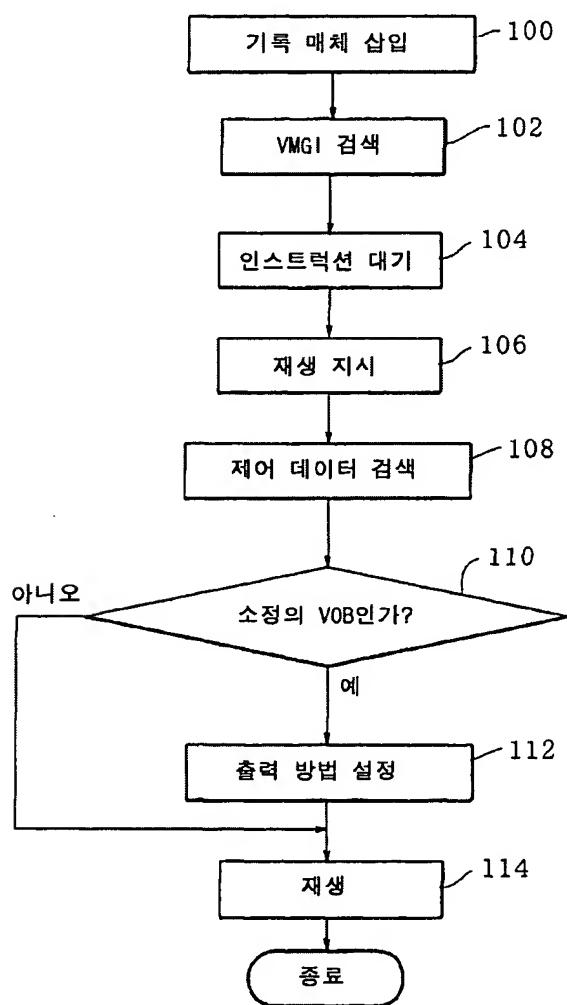 기록 매체 삽입
100
VMGI 검색
102
인스트럭션 대기
104
재생 지시
106
제어 데이터 검색
108
소정의 VOB인가?
110
아니오
예
출력 방법 설정
112
재생
114
종료